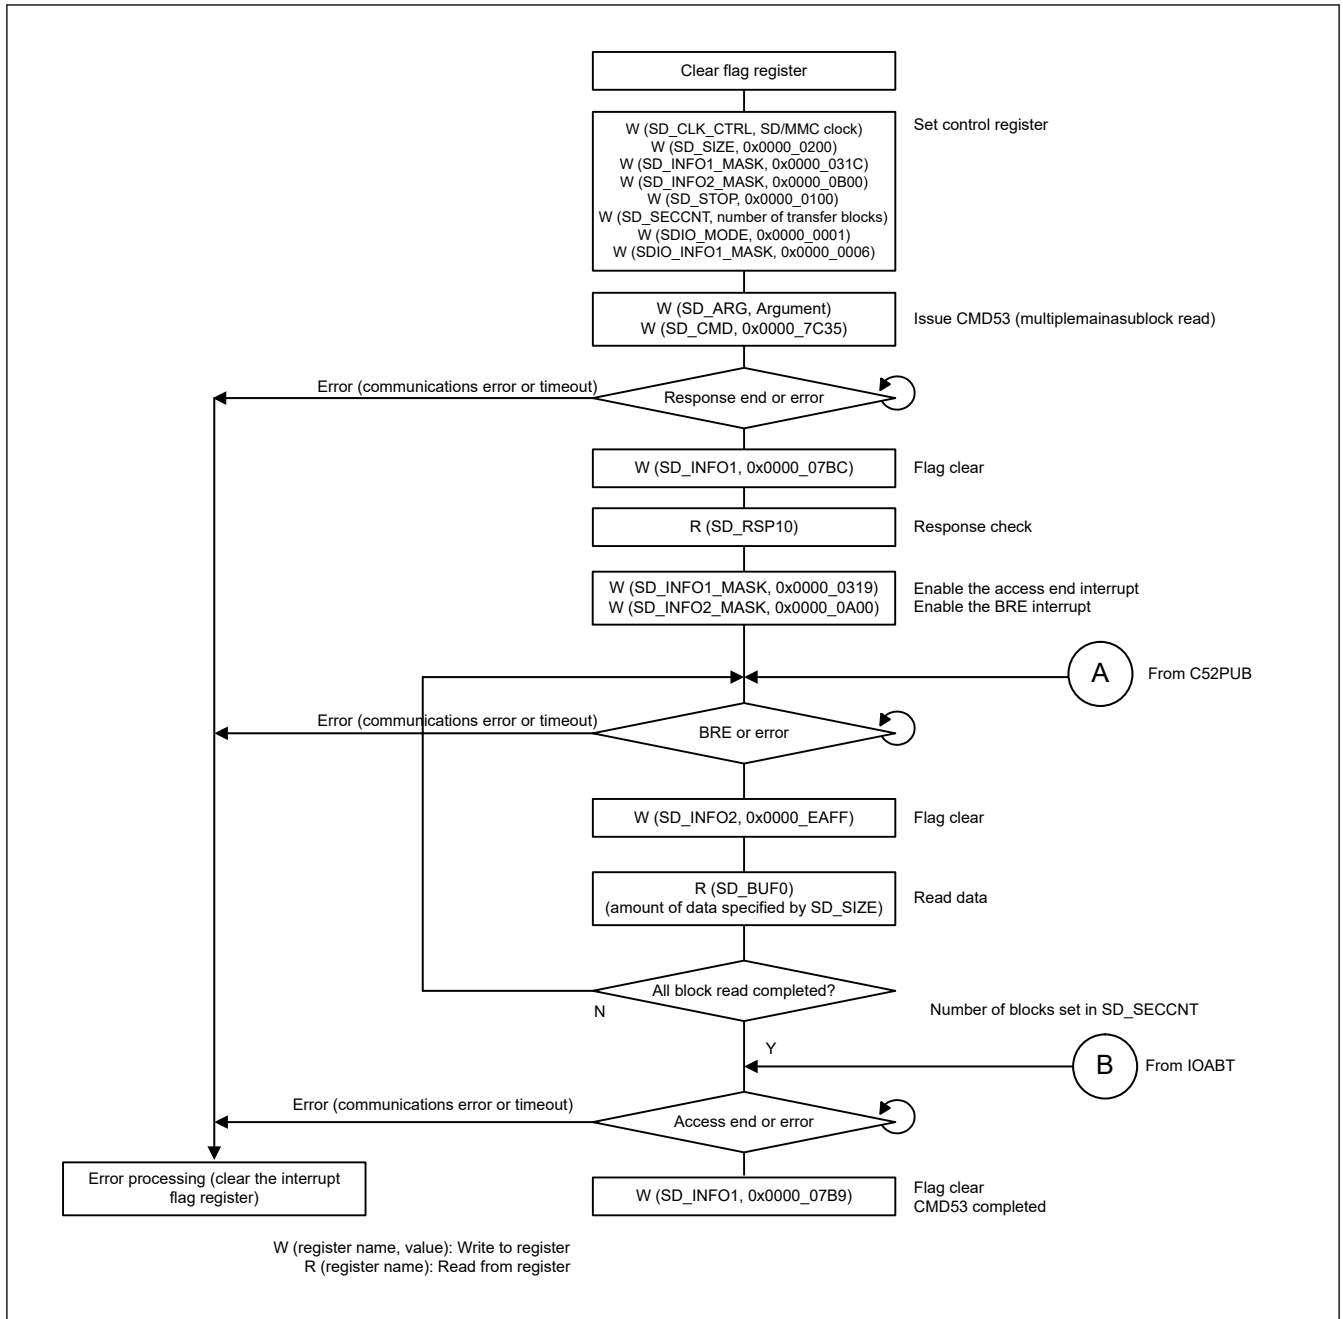 Clear flag register
W (SD_CLK_CTRL, SD/MMC clock)
W (SD_SIZE, 0x0000_0200)
W (SD_INFO1_MASK, 0x0000_031C)
W (SD_INFO2_MASK, 0x0000_0B00)
W (SD_STOP, 0x0000_0100)
W (SD_SECCNT, number of transfer blocks)
W (SDIO_MODE, 0x0000_0001)
W (SDIO_INFO1_MASK, 0x0000_0006)
Set control register
W (SD_ARG, Argument)
W (SD_CMD, 0x0000_7C35)
Issue CMD53 (multiplemainasublock read)
Error (communications error or timeout)
Response end or error
W (SD_INFO1, 0x0000_07BC)
Flag clear
R (SD_RSP10)
Response check
W (SD_INFO1_MASK, 0x0000_0319)
W (SD_INFO2_MASK, 0x0000_0A00)
Enable the access end interrupt
Enable the BRE interrupt
A
From C52PUB
Error (communications error or timeout)
BRE or error
W (SD_INFO2, 0x0000_EAFF)
Flag clear
R (SD_BUF0)
(amount of data specified by SD_SIZE)
Read data
All block read completed?
N
Number of blocks set in SD_SECCNT
Y
B
From IOABT
Error (communications error or timeout)
Access end or error
Error processing (clear the interrupt
flag register)
W (SD_INFO1, 0x0000_07B9)
Flag clear
CMD53 completed
W (register name, value): Write to register
R (register name): Read from register